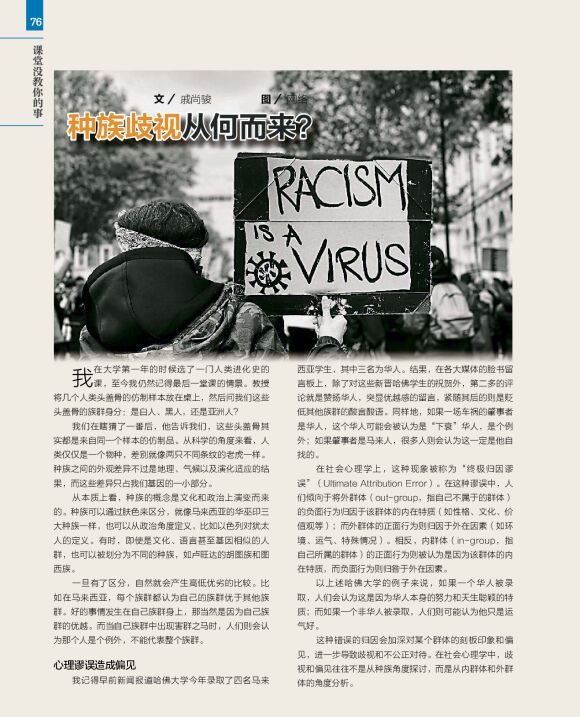 76
课堂没教你的事
文／ 戚尚骏 图／ 网络
种族歧视从何而来？
RACISM
IS A
VIRUS
我在大学第一年的时候选了一门人类进化史的
课，至今我仍然记得最后一堂课的情景。教授
将几个人类头盖骨的仿制样本放在桌上，然后问我们这些
头盖骨的族群身分：是白人、黑人，还是亚洲人？
我们在瞎猜了一番后，他告诉我们，这些头盖骨其
实都是来自同一个样本的仿制品。从科学的角度来看，人
类仅仅是一个物种，差别就像两只不同条纹的老虎一样。
种族之间的外观差异不过是地理、气候以及演化适应的结
果，而这些差异只占我们基因的一小部分。
从本质上看，种族的概念是文化和政治上演变而来
的。种族可以通过肤色来区分，就像马来西亚的华巫印三
大种族一样，也可以从政治角度定义，比如以色列对犹太
人的定义。有时，即使是文化、语言甚至基因相似的人
群，也可以被划分为不同的种族，如卢旺达的胡图族和图
西族。
一旦有了区分，自然就会产生高低优劣的比较。比
如在马来西亚，每个族群都认为自己的族群优于其他族
群。好的事情发生在自己族群身上，那当然是因为自己族
群的优越。而当自己族群中出现害群之马时，人们则会认
为那个人是个例外，不能代表整个族群。
心理谬误造成偏见
我记得早前新闻报道哈佛大学今年录取了四名马来
西亚学生，其中三名为华人。结果，在各大媒体的脸书留
言板上，除了对这些新晋哈佛学生的祝贺外，第二多的评
论就是赞扬华人，突显优越感的留言，紧随其后的则是贬
低其他族群的酸言酸语。同样地，如果一场车祸的肇事者
是华人，这个华人可能会被认为是“下衰”华人，是个例
外；如果肇事者是马来人，很多人则会认为这一定是他自
找的。
在社会心理学上，这种现象被称为“终极归因谬
误”（Ultimate Attribution Error）。在这种谬误中，人
们倾向于将外群体（out-group，指自己不属于的群体）
的负面行为归因于该群体的内在特质（如性格、文化、价
值观等）；而外群体的正面行为则归因于外在因素（如环
境、运气、特殊情况）。相反，内群体（in-group，指
自己所属的群体）的正面行为则被认为是因为该群体的内
在特质，而负面行为则归咎于外在因素。
以上述哈佛大学的例子来说，如果一个华人被录
取，人们会认为这是因为华人本身的努力和天生聪颖的特
质；而如果一个非华人被录取，人们则可能认为他只是运
气好。
这种错误的归因会加深对某个群体的刻板印象和偏
见，进一步导致歧视和不公正对待。在社会心理学中，歧
视和偏见往往不是从种族角度探讨，而是从内群体和外群
体的角度分析。